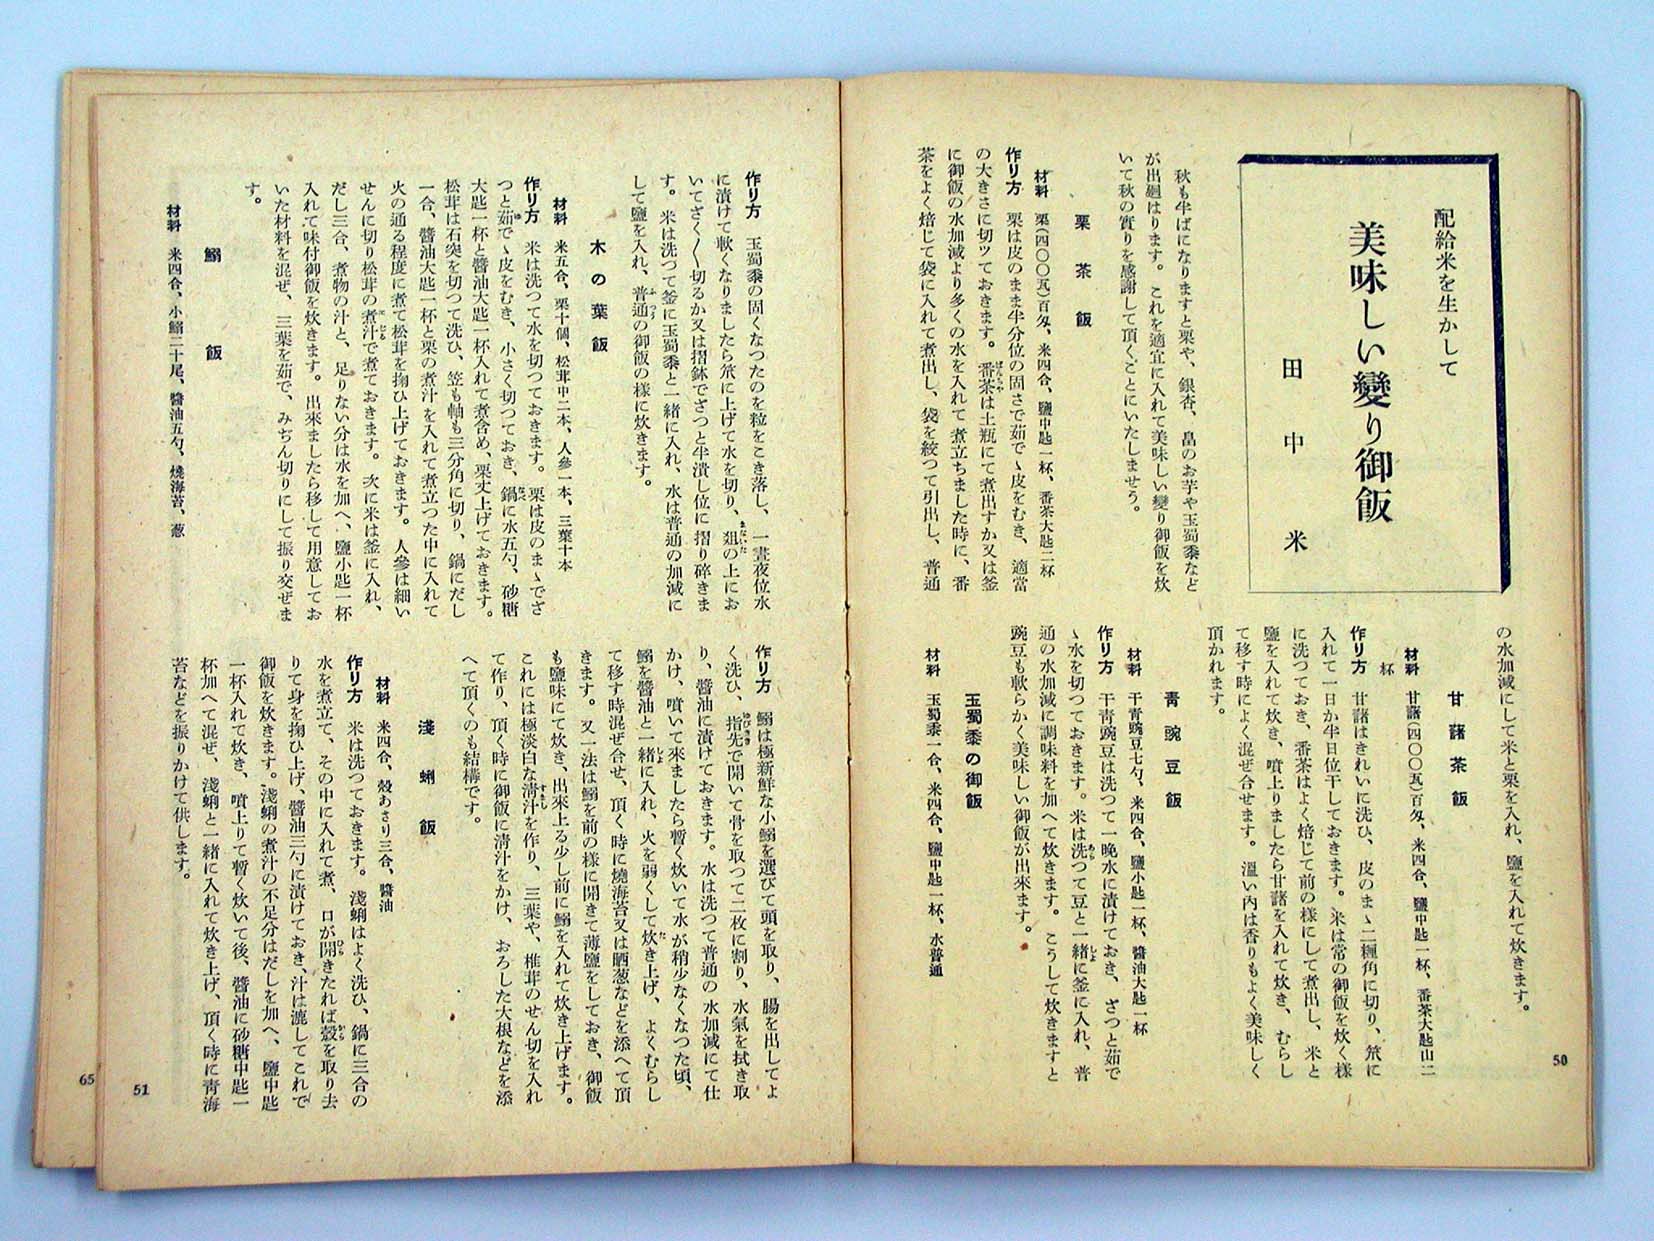 配給米を生かして
美味しい變り御飯
田中米
秋も半ばになりますと栗や、銀杏、畠のお芋や玉蜀黍など
が出廻はります。これを適宜に入れて美味しい變り御飯を炊
いて秋の實りを感謝して頂くことにいたしませう。
栗茶飯
材料 栗(四〇〇瓦)百匁、米四合、鹽中匙一杯、番茶大匙二杯
作り方 栗は皮のまま半分位の固さで茹でゝ皮をむき、適當
の大きさに切ツておきます。番茶は土瓶にて煮出すか又は釜
に御飯の水加減より多くの水を入れて煮立ちました時に、番
茶をよく焙じて袋に入れて煮出し、袋を絞つて引出し、普通
の水加減にして米と栗を入れ、鹽を入れて炊きます。
甘藷茶飯
材料 甘藷(四〇〇瓦)百匁、米四合、鹽中匙一杯、番茶大匙山二
杯
作り方 甘藷はきれいに洗ひ、皮のまゝ二糎角に切り、笊に
入れて一日か半日位干しておきます。米は常の御飯を炊く樣
に洗つておき、番茶はよく焙じて前の樣にして煮出し、米と
鹽を入れて炊き、噴上りましたら甘藷を入れて炊き、むらし
て移す時によく混ぜ合せます。溫い內は香りもよく美味しく
頂かれます。
靑豌豆飯
材料 干靑豌豆七勺、米四合、鹽小匙一杯、醬油大匙一杯
作り方 干靑豌豆は洗つて一晩水に漬けておき、ざつと茹で
ゝ水を切つておきます。米は洗つて豆と一緒に釜に入れ、普
通の水加減に調味料を加へて炊きます。こうして炊きますと
豌豆も軟らかく美味しい御飯が出來ます。
玉蜀黍の御飯
材料 玉蜀黍一合、米四合、鹽中匙一杯、水普通
50
作り方 玉蜀黍の固くなつたのを粒をこき落し、一晝夜位水
に漬けて軟くなりましたら笊に上げて水を切り、俎の上にお
いてざく〱切るか又は摺鉢でざつと半潰し位に摺り碎きま
す。米は洗つて釜に玉蜀黍と一緒に入れ、水は普通の加減に
して鹽を入れ、普通の御飯の樣に炊きます。
木の葉飯
材料 米五合、栗十個、松茸中二本、人參一本、三葉十本
作り方 米は洗つて水を切つておきます。栗は皮のまゝでざ
つと茹でゝ皮をむき、小さく切つておき、鍋に水五勺、砂糖
大匙一杯と醬油大匙一杯入れて煮含め、栗丈上げておきます。
松茸は石突を切つて洗ひ、笠も軸も三分角に切り、鍋にだし
一合、醬油大匙一杯と栗の煮汁を入れて煮立つた中に入れて
火の通る程度に煮て松茸を掬ひ上げておきます。人參は細い
せんに切り松茸の煮汁で煮ておきます。次に米は釜に入れ、
だし三合、煮物の汁と、足りない分は水を加へ、鹽小匙一杯
入れて味付御飯を炊きます。出來ましたら移して用意してお
いた材料を混ぜ、三葉を茹で、みぢん切りにして振り交ぜま
す。
鰯飯
材料 米四合、小鰯二十尾、醬油五勺、燒海苔、葱
作り方 鰯は極新鮮な小鰯を選びて頭を取り、腸を出してよ
く洗ひ、指先で開いて骨を取つて二枚に割り、水氣を拭き取
り、醬油に漬けておきます。水は洗つて普通の水加減にて仕
かけ、噴いて來ましたら暫く炊いて水が稍少なくなつた頃、
鰯を醬油と一緒に入れ、火を弱くして炊き上げ、よくむらし
て移す時混ぜ合せ、頂く時に燒海苔又は晒葱などを添へて頂
きます。又一法は鰯を前の樣に開きて薄鹽をしておき、御飯
も鹽味にて炊き、出來上る少し前に鰯を入れて炊き上げます。
これには極淡白な淸汁を作り、三葉や、椎茸のせん切を入れ
て作り、頂く時に御飯に淸汁をかけ、おろした大根などを添
へて頂くのも結構です。
淺蜊飯
材料 米四合、殼あさり三合、醬油
作り方 米は洗つておきます。淺蜊はよく洗ひ、鍋に三合の
水を煮立て、その中に入れて煮、口が開きたれば殼を取り去
りて身を掬ひ上げ、醬油三勺に漬けておき、汁は漉してこれで
御飯を炊きます。淺蜊の煮汁の不足分はだしを加へ、鹽中匙
一杯入れて炊き、噴上りて暫く炊いて後、醬油に砂糖中匙一
杯加へて混ぜ、淺蜊と一緒に入れて炊き上げ、頂く時に靑海
苔などを振りかけて供します。
51
65